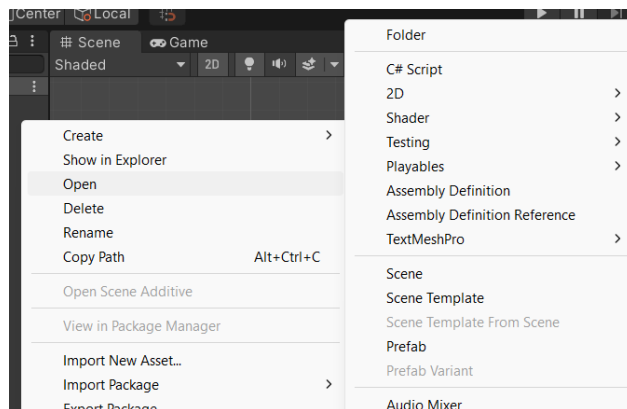 Center Local
Scene Game
Shaded 2D
Create
Show in Explorer
Open
Delete
Rename
Copy Path Alt+Ctrl+C
Open Scene Additive
View in Package Manager
Import New Asset...
Import Package
Export Package
Folder
C# Script
2D
Shader
Testing
Playables
Assembly Definition
Assembly Definition Reference
TextMeshPro
Scene
Scene Template
Scene Template From Scene
Prefab
Prefab Variant
Audio Mixer